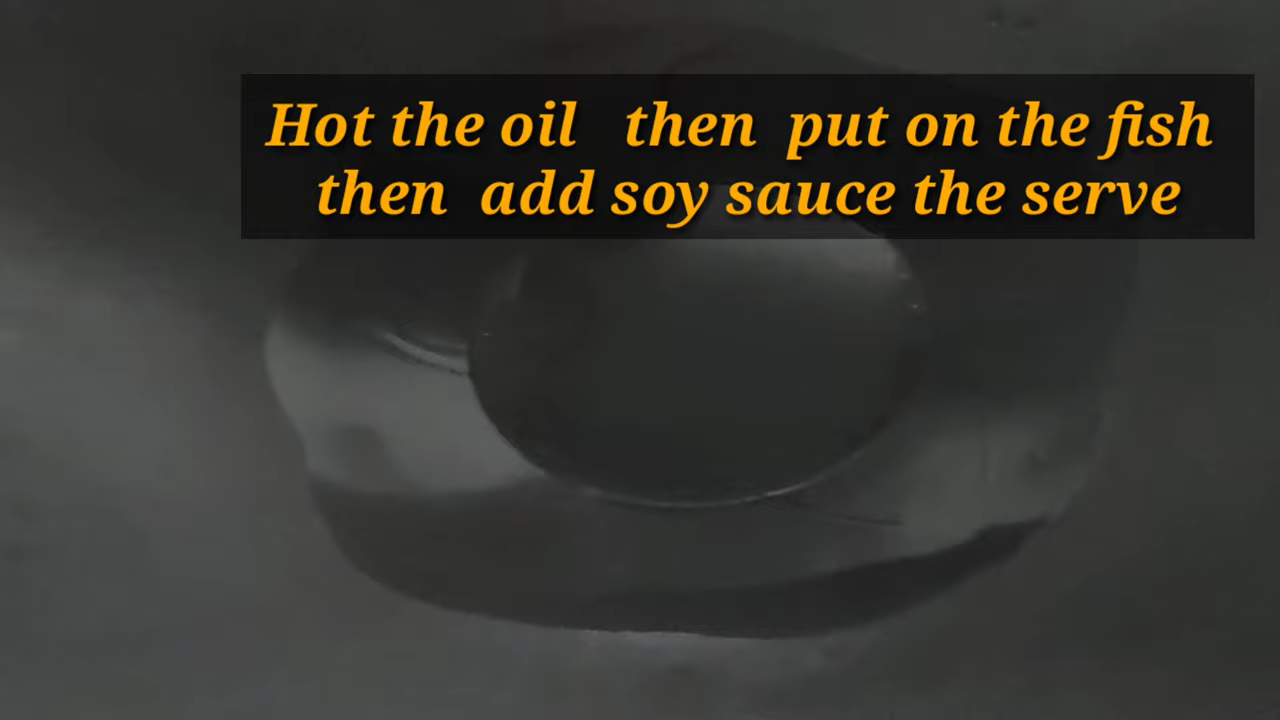 Hot the oil then put on the fish
then add soy sauce the serve